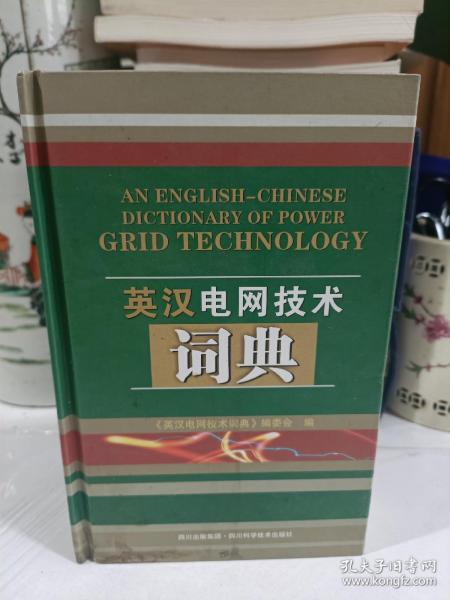 AN ENGLISH-CHINESE
DICTIONARY OF POWER
GRID TECHNOLOGY
英汉电网技术
词典
《英汉电网技术词典》编委会 编
四川出版集团·四川科学技术出版社
孔夫子旧书网
www.kongfz.com